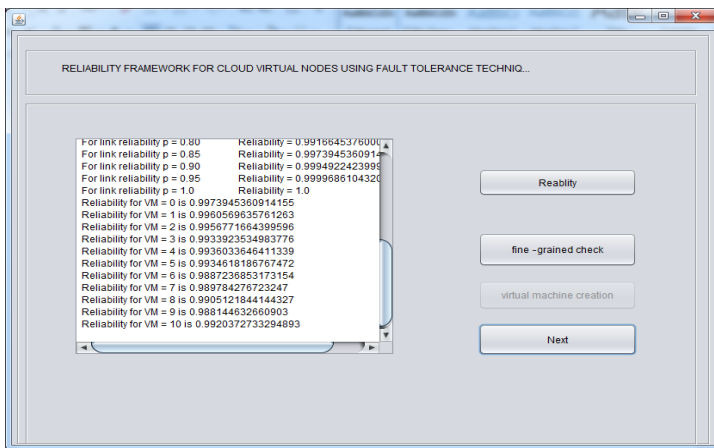 RELIABILITY FRAMEWORK FOR CLOUD VIRTUAL NODES USING FAULT TOLERANCE TECHNIQ...
For link reliability p = 0.80 Reliability = 0.9916645376000
For link reliability p = 0.85 Reliability = 0.997394536091
For link reliability p = 0.90 Reliability = 0.9994922423999
For link reliability p = 0.95 Reliability = 0.9999686104320
For link reliability p = 1.0 Reliability = 1.0
Reliability for VM = 0 is 0.9973945360914155
Reliability for VM = 1 is 0.9960569635761263
Reliability for VM = 2 is 0.9956771664399596
Reliability for VM = 3 is 0.9933923534983776
Reliability for VM = 4 is 0.9936033646411339
Reliability for VM = 5 is 0.9934618186767472
Reliability for VM = 6 is 0.9887236853173154
Reliability for VM = 7 is 0.989784276723247
Reliability for VM = 8 is 0.9905121844144327
Reliability for VM = 9 is 0.988144632660903
Reliability for VM = 10 is 0.9920372733294893
Reablity
fine -grained check
virtual machine creation
Next